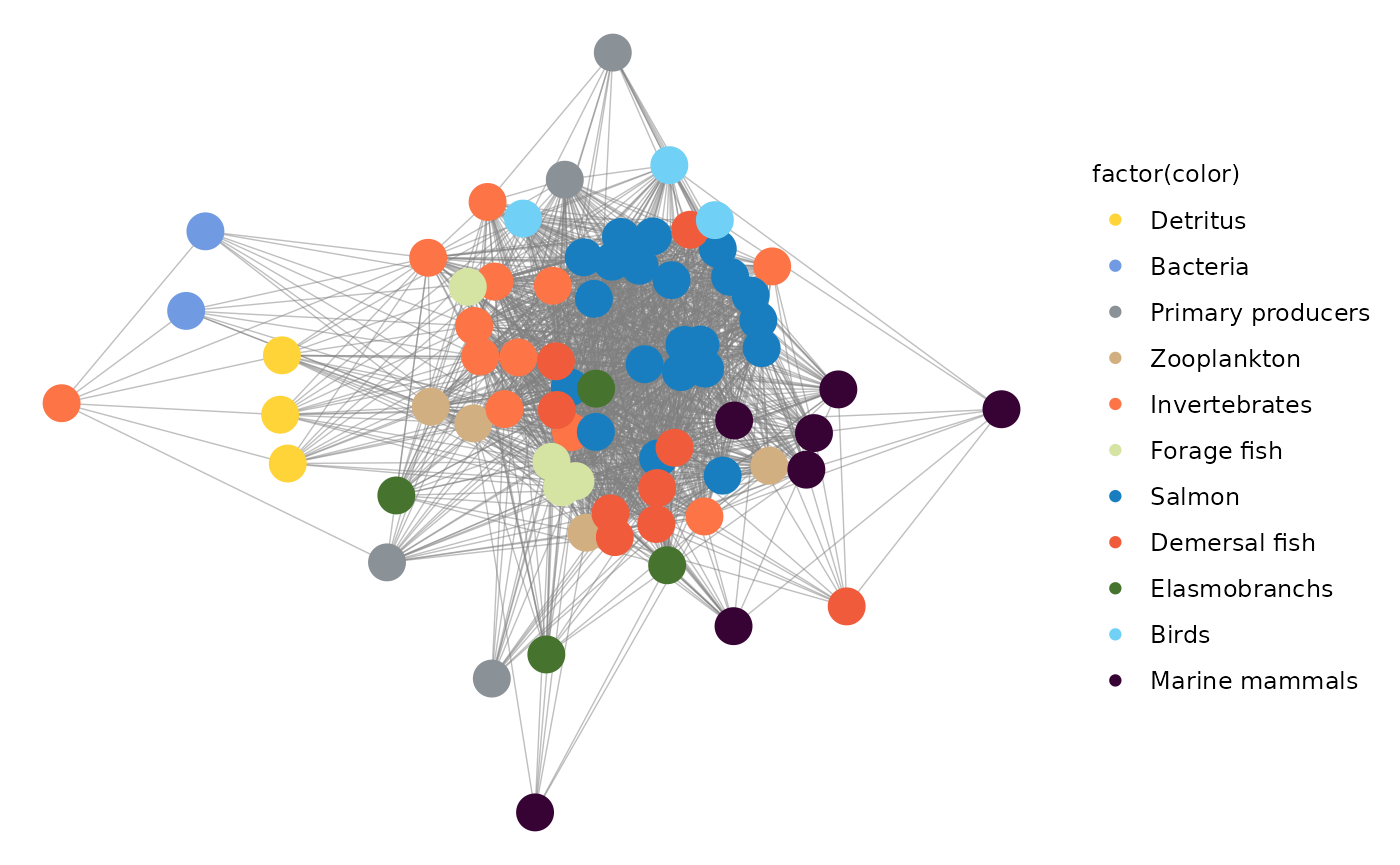 factor(color)
Detritus
Bacteria
Primary producers
Zooplankton
Invertebrates
Forage fish
Salmon
Demersal fish
Elasmobranchs
Birds
Marine mammals